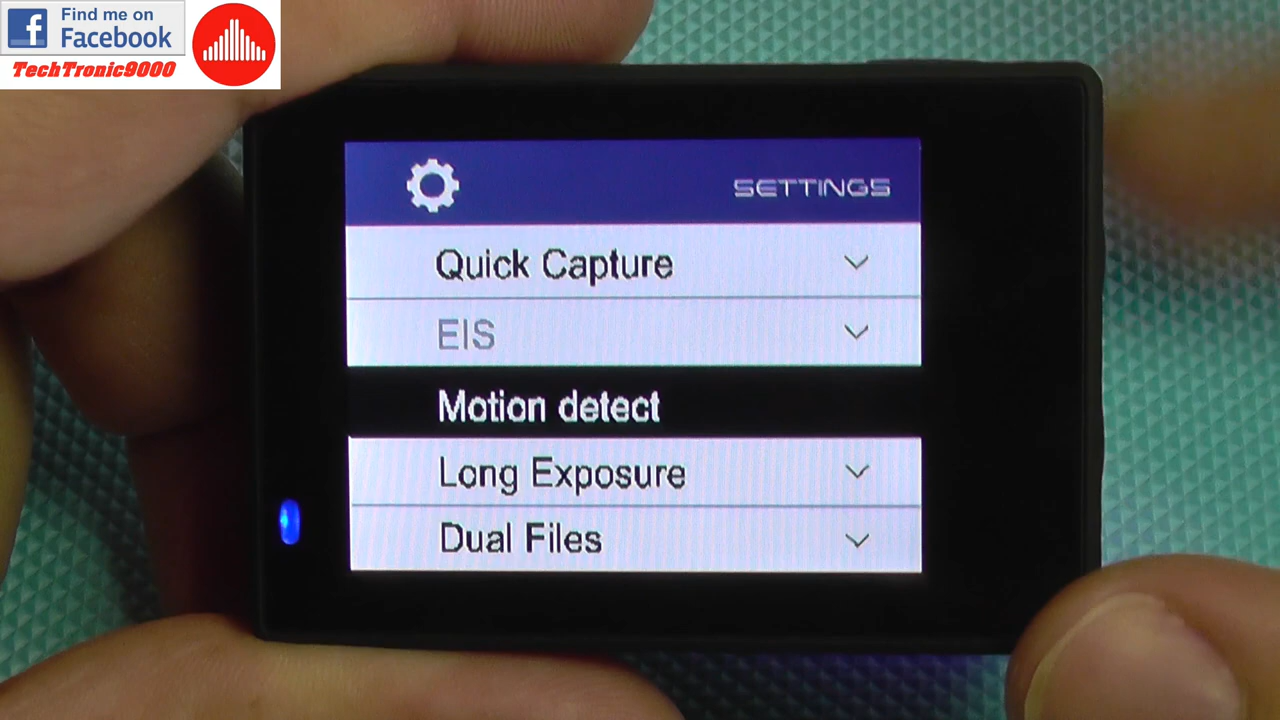 Find me on
Facebook
TechTronic9000
SETTINGS
Quick Capture
EIS
Motion detect
Long Exposure
Dual Files